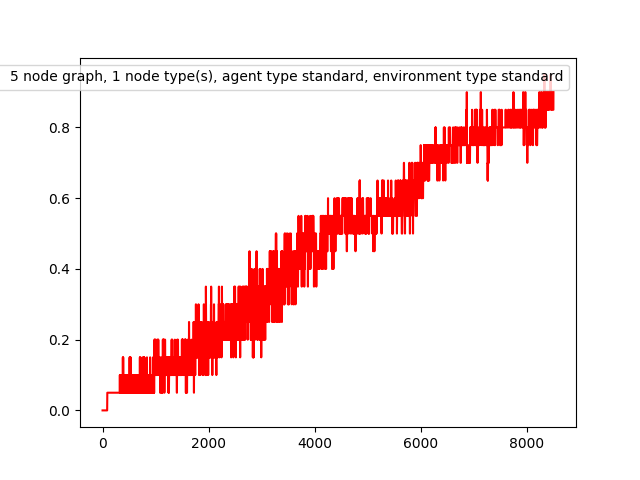 5 node graph, 1 node type(s), agent type standard, environment type standard
0.8
0.6
0.4
0.2
0.0
0 2000 4000 6000 8000